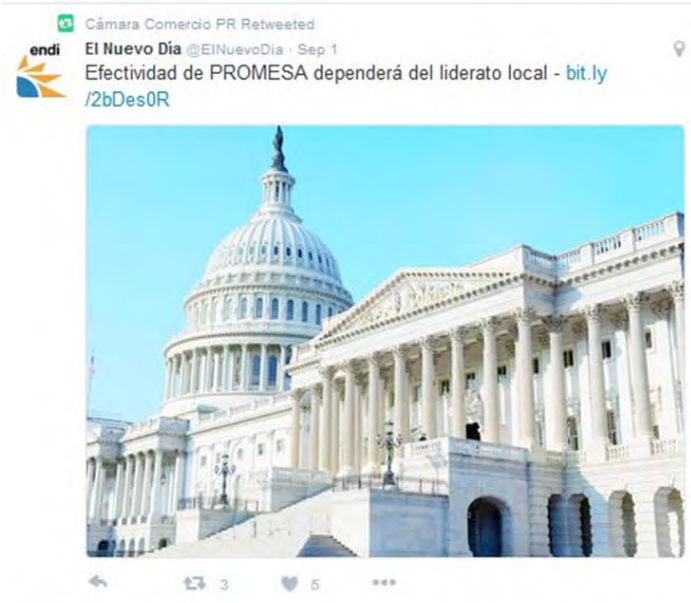 Cámara Comercio PR Retweeted
endi
El Nuevo Día @ElNuevoDia · Sep 1
Efectividad de PROMESA dependerá del liderato local - bit.ly
/2bDes0R
3
5